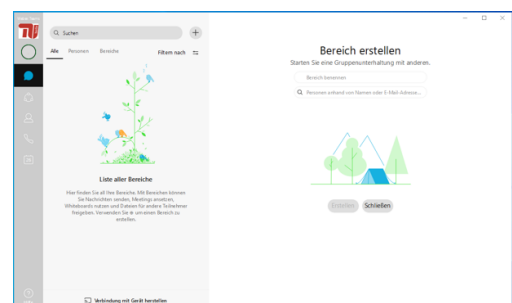 Suchen
Alle Personen Bereiche Filtern nach
Liste aller Bereiche
Hier finden Sie all Ihre Bereiche. Mit Bereichen können
Sie Nachrichten senden, Meetings ansetzen,
Whiteboards nutzen und Dateien für andere Teilnehmer
freigeben. Verwenden Sie um einen Bereich zu
erstellen.
Verbindung mit Gerät herstellen
Bereich erstellen
Starten Sie eine Gruppenunterhaltung mit anderen.
Bereich benennen
Personen anhand von Namen oder E-Mail-Adresse...
Erstellen Schließen